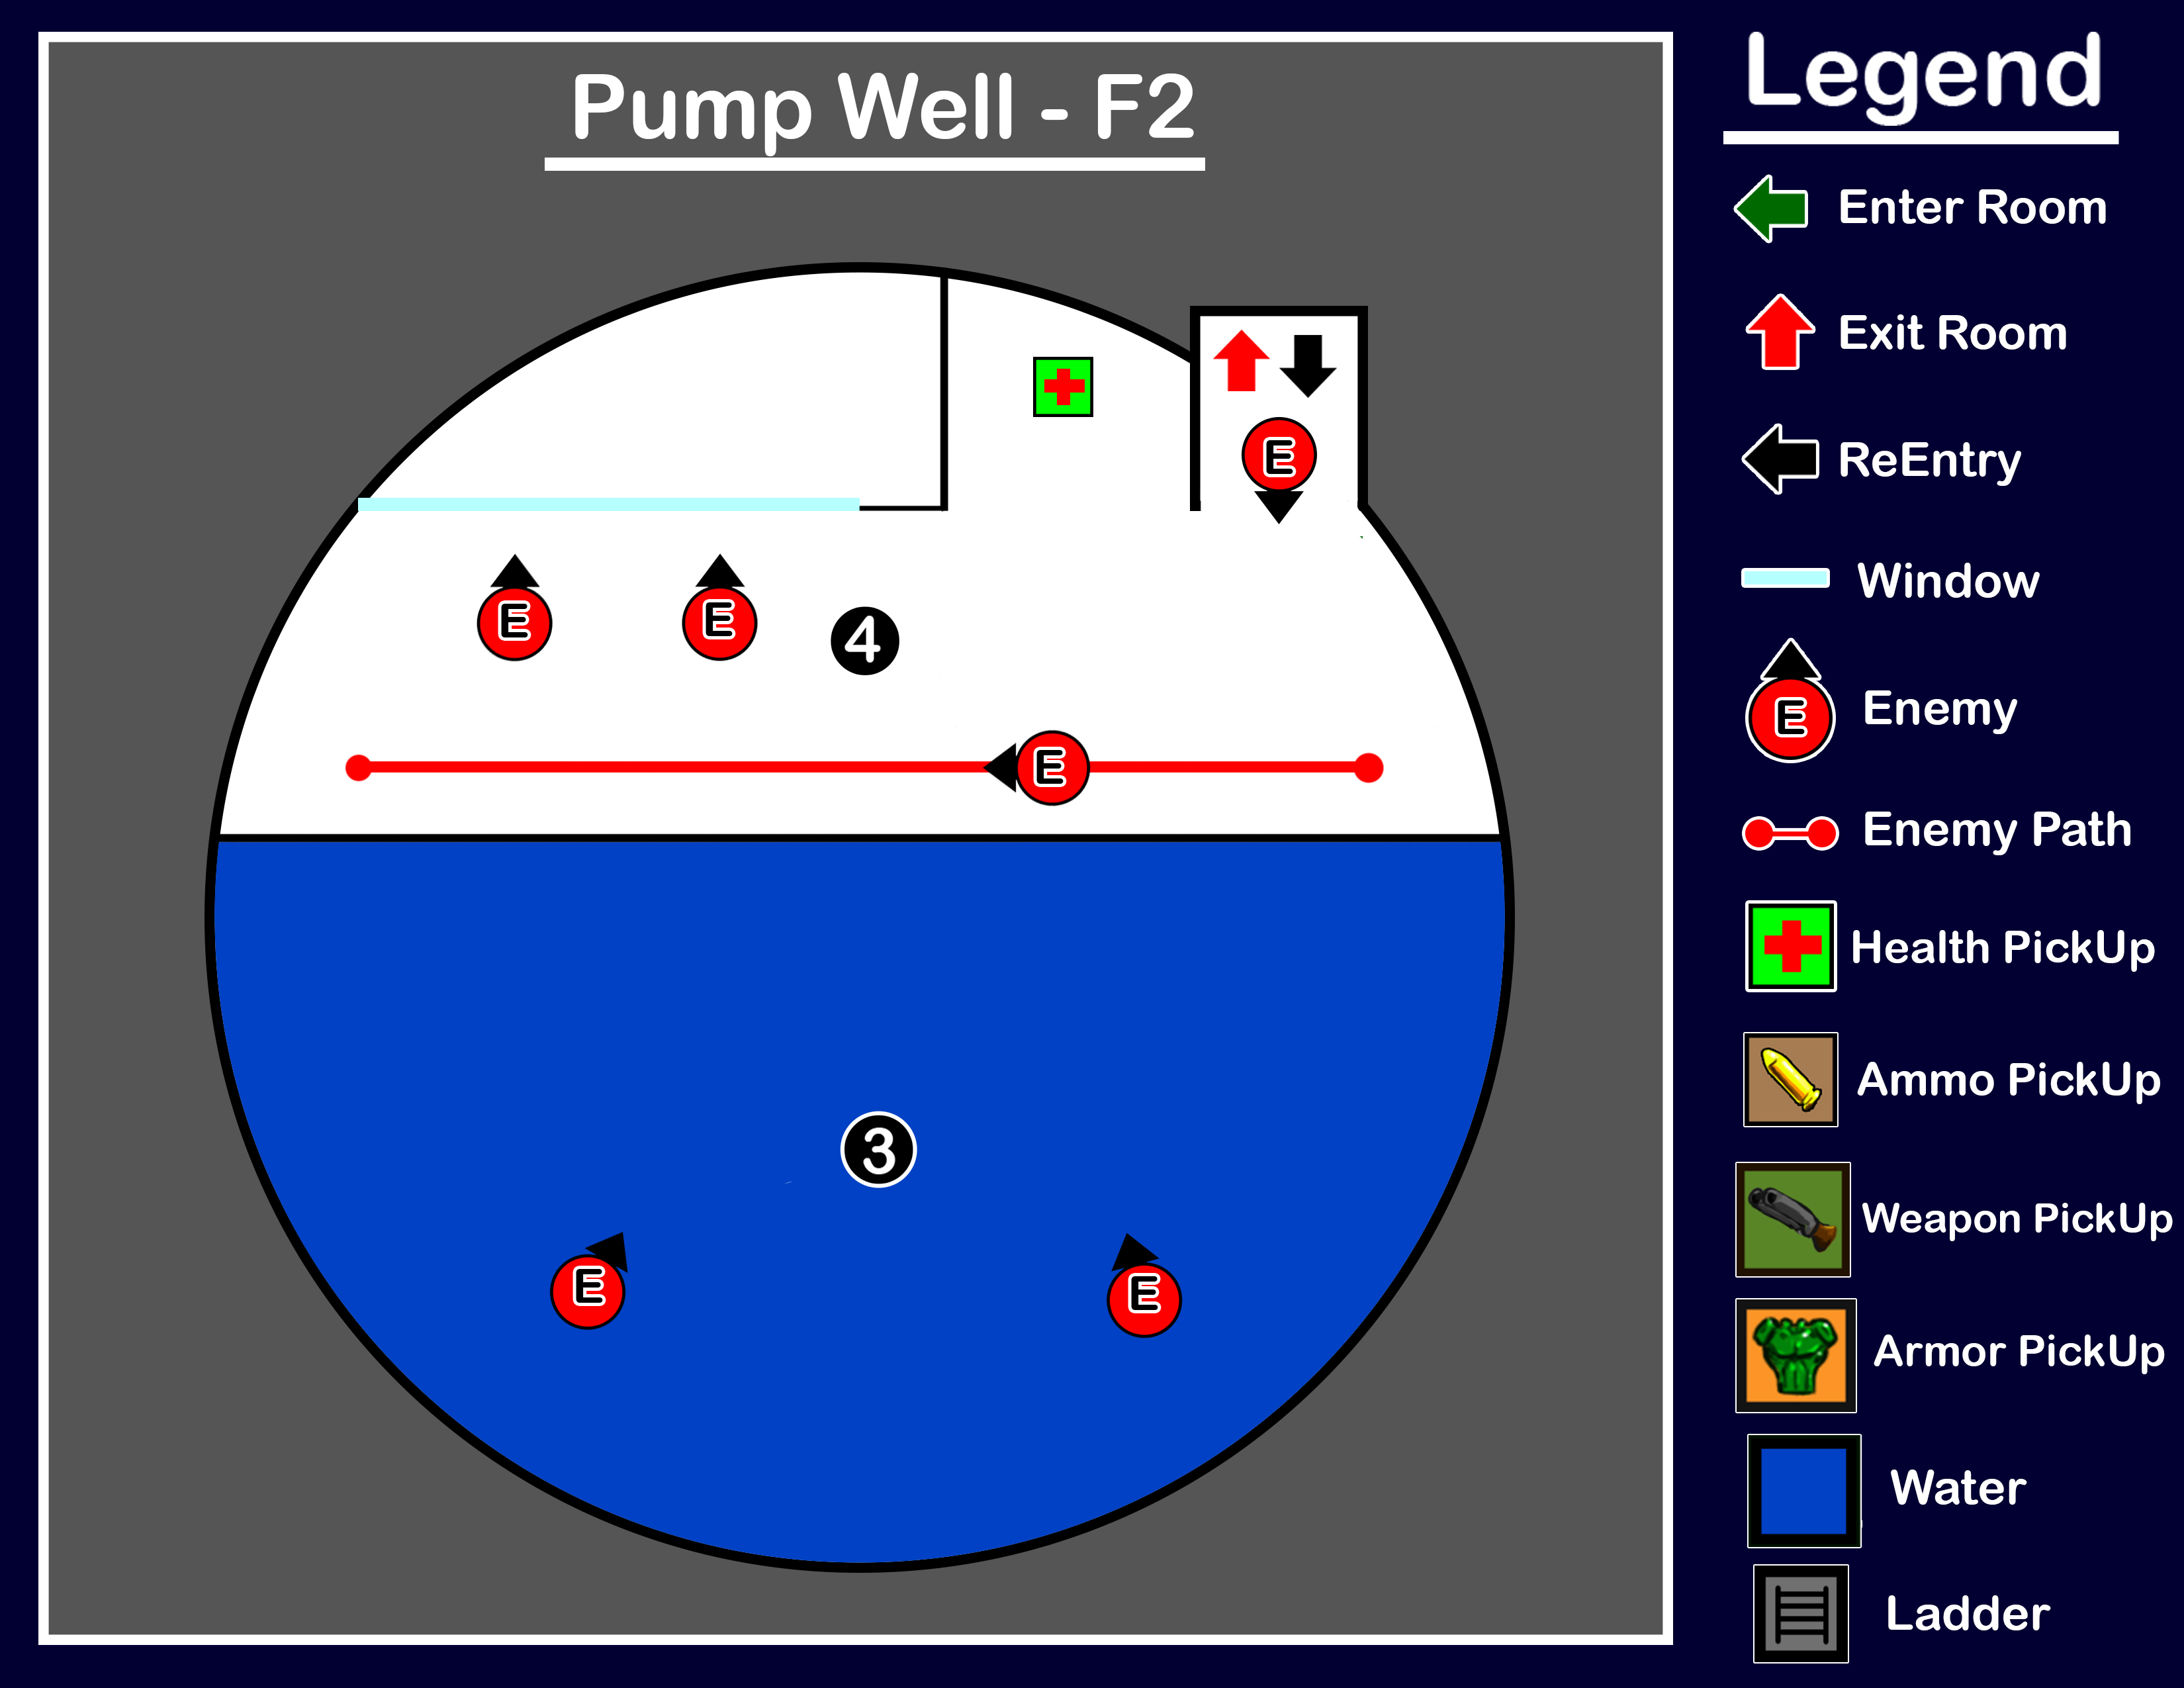 Pump Well - F2
E
E
E
4
E
3
E
E
Legend
Enter Room
Exit Room
ReEntry
Window
E Enemy
Enemy Path
Health PickUp
Ammo PickUp
Weapon PickUp
Armor PickUp
Water
Ladder